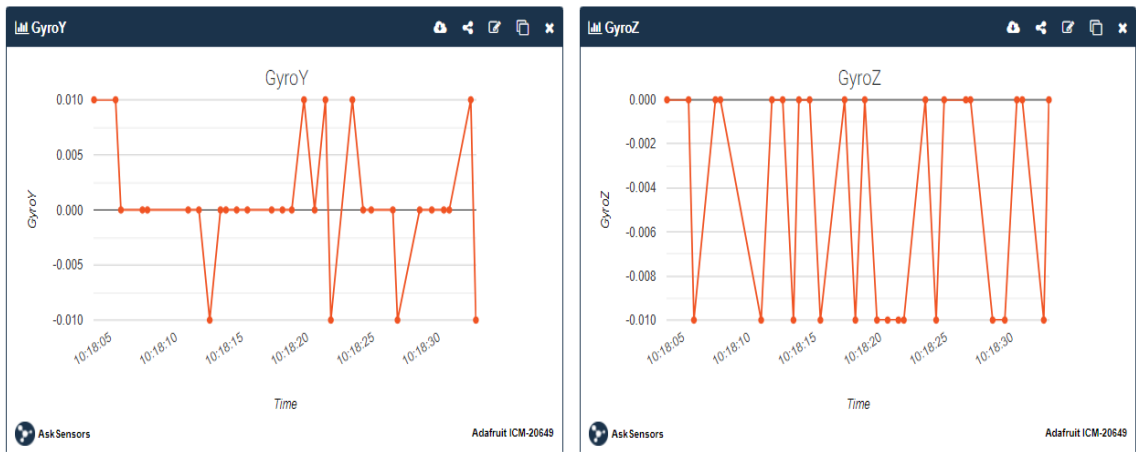 GyroY
GyroY
0.010
0.005
0.000
-0.005
-0.010
GyroY
10:18:05
10:18:10
10:18:15
10:18:20
10:18:25
10:18:30
Time
AskSensors
Adafruit ICM-20649
GyroZ
GyroZ
0.000
-0.002
-0.004
-0.006
-0.008
-0.010
GyroZ
10:18:05
10:18:10
10:18:15
10:18:20
10:18:25
10:18:30
Time
AskSensors
Adafruit ICM-20649